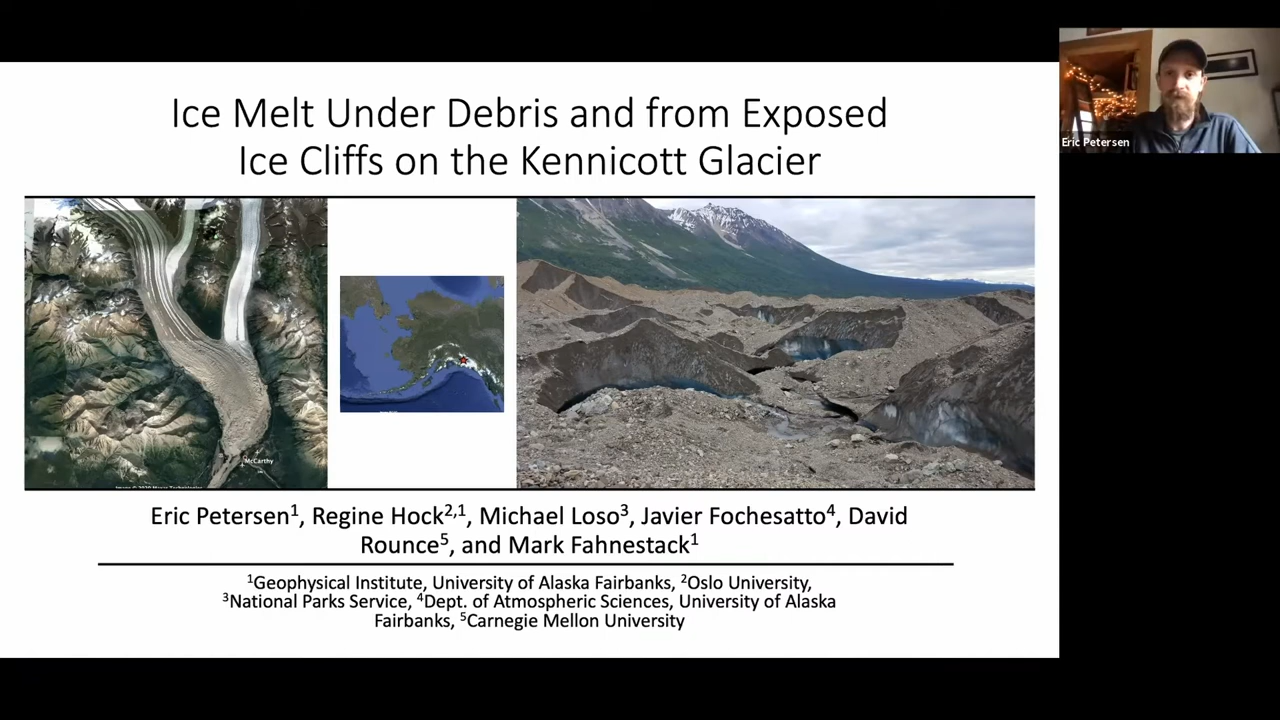 Ice Melt Under Debris and from Exposed
Ice Cliffs on the Kennicott Glacier
Eric Petersen
McCarthy
Eric Petersen1, Regine Hock2,1, Michael Loso3, Javier Fochesatto4, David
Rounce5, and Mark Fahnestack1
1Geophysical Institute, University of Alaska Fairbanks, 2Oslo University,
3National Parks Service, 4Dept. of Atmospheric Sciences, University of Alaska
Fairbanks, 5Carnegie Mellon University